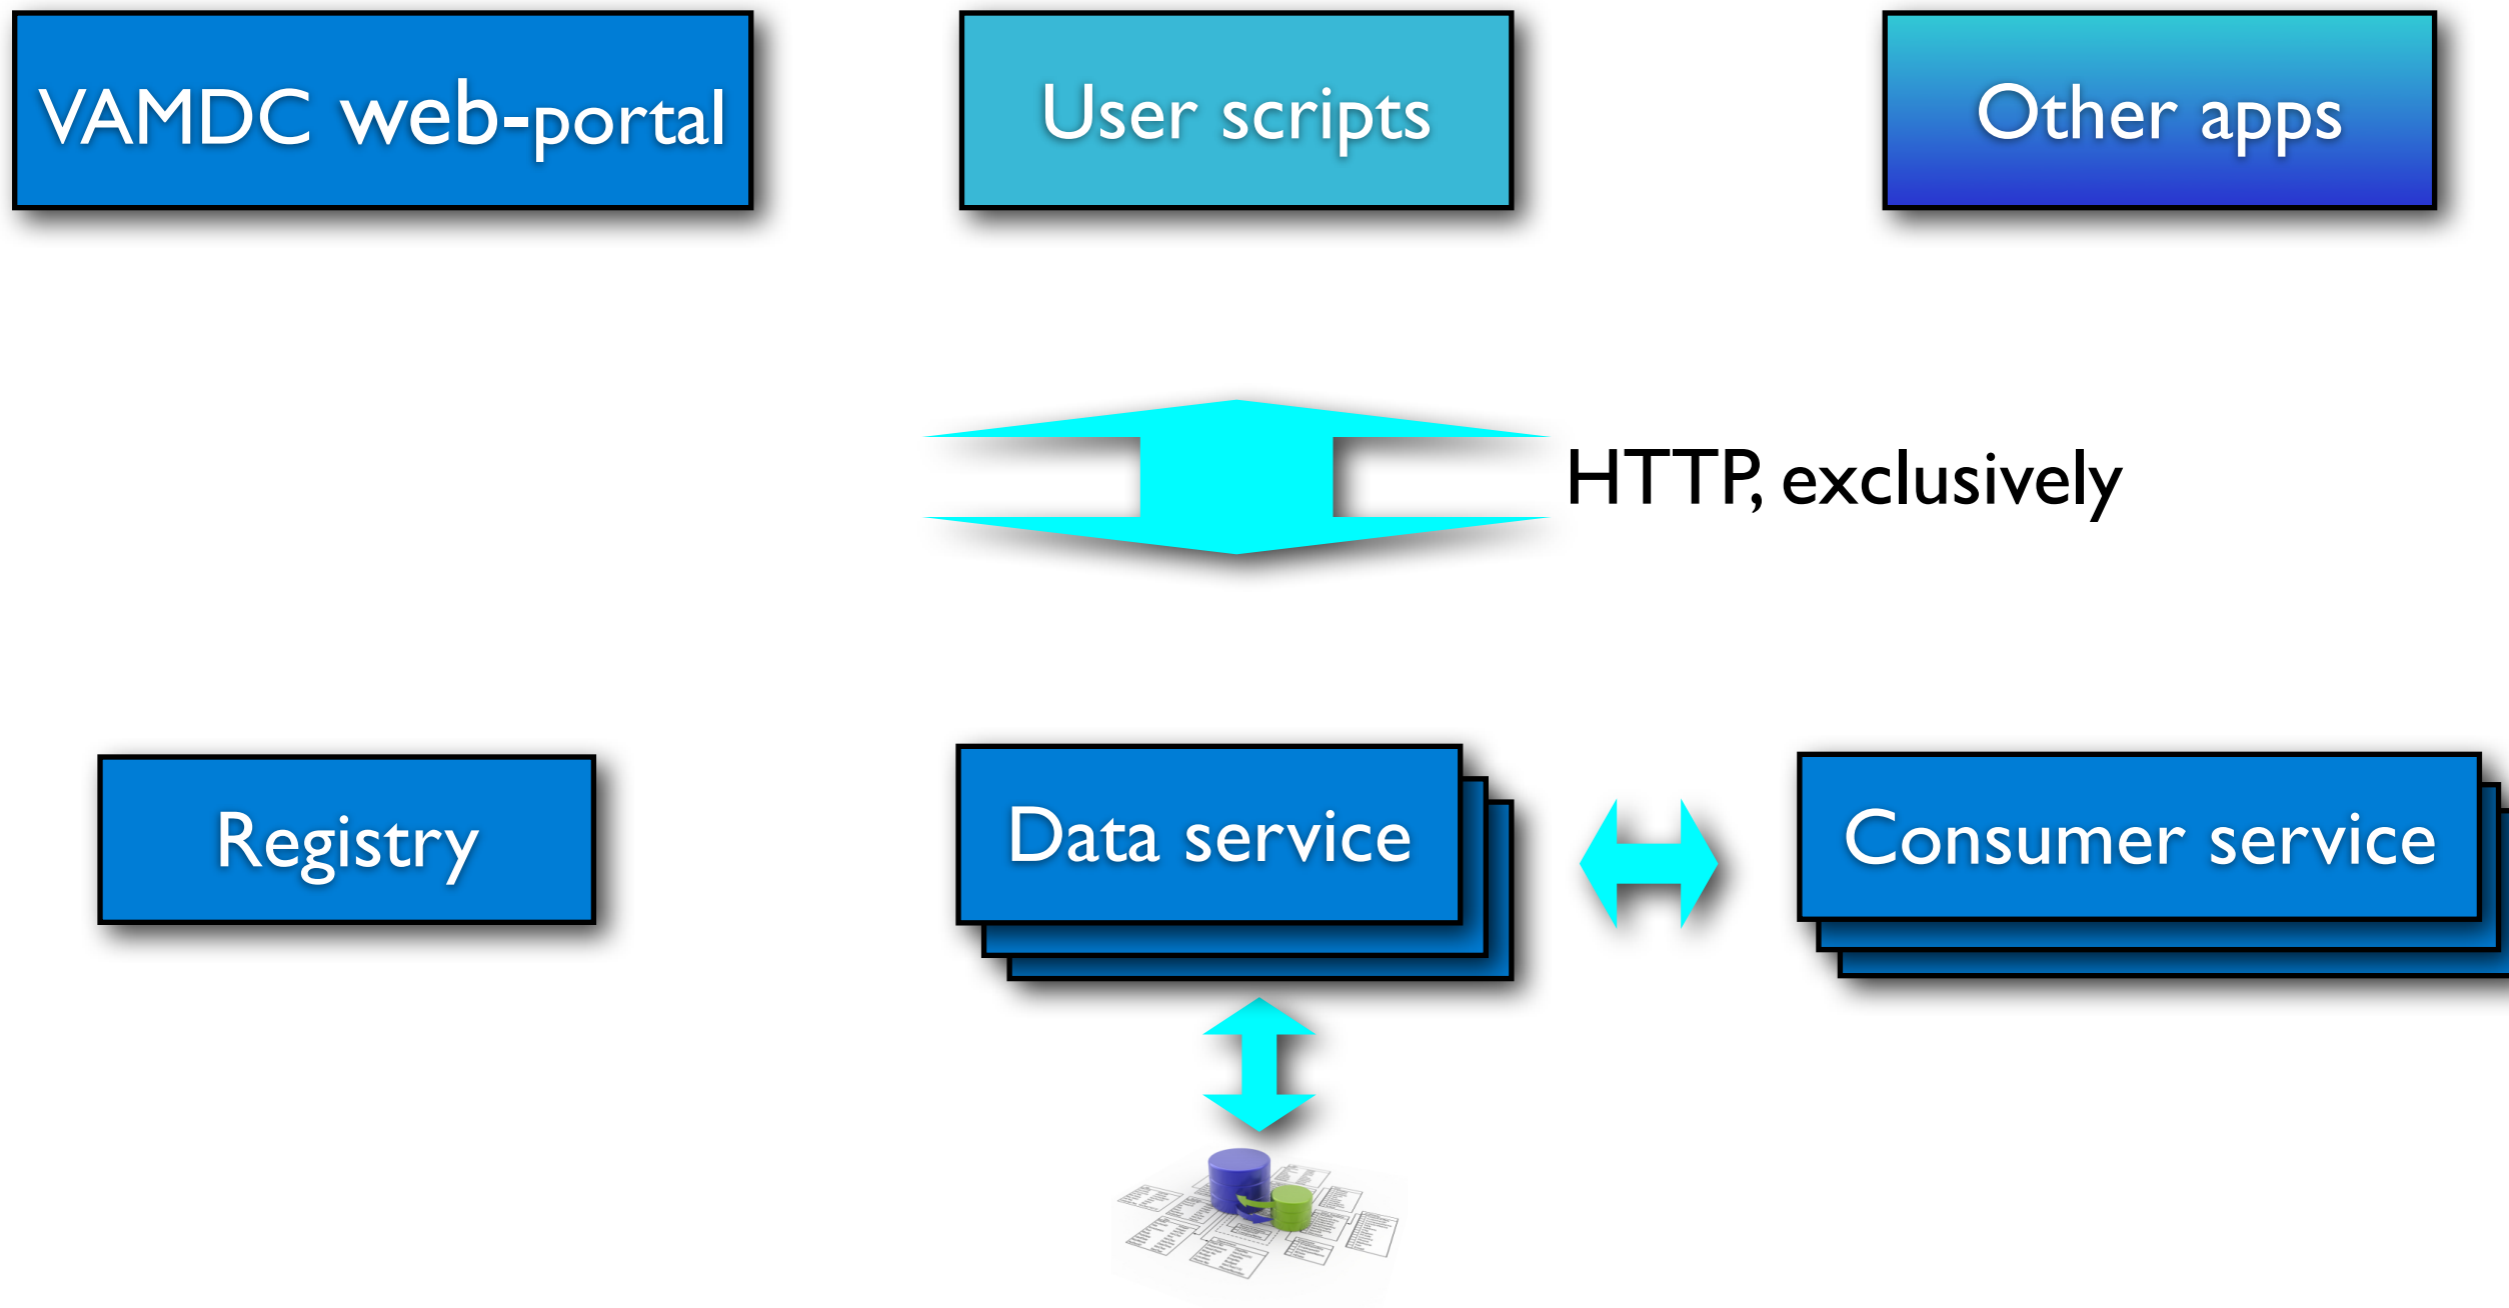 VAMDC web-portal
User scripts
Other apps
HTTP, exclusively
Registry
Data service
Consumer service